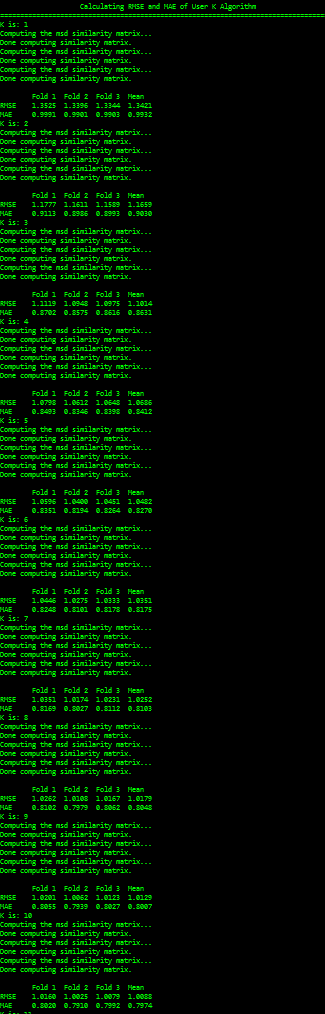 Calculating RMSE and MAE of User K Algorithm
================================================================================
K is: 1
Computing the msd similarity matrix...
Done computing similarity matrix.
Computing the msd similarity matrix...
Done computing similarity matrix.
Computing the msd similarity matrix...
Done computing similarity matrix.
Fold 1 Fold 2 Fold 3 Mean
RMSE 1.3525 1.3396 1.3344 1.3421
MAE 0.9991 0.9901 0.9903 0.9932
K is: 2
Computing the msd similarity matrix...
Done computing similarity matrix.
Computing the msd similarity matrix...
Done computing similarity matrix.
Computing the msd similarity matrix...
Done computing similarity matrix.
Fold 1 Fold 2 Fold 3 Mean
RMSE 1.1777 1.1611 1.1589 1.1659
MAE 0.9113 0.8986 0.8993 0.9030
K is: 3
Computing the msd similarity matrix...
Done computing similarity matrix.
Computing the msd similarity matrix...
Done computing similarity matrix.
Computing the msd similarity matrix...
Done computing similarity matrix.
Fold 1 Fold 2 Fold 3 Mean
RMSE 1.1119 1.0948 1.0975 1.1014
MAE 0.8702 0.8575 0.8616 0.8631
K is: 4
Computing the msd similarity matrix...
Done computing similarity matrix.
Computing the msd similarity matrix...
Done computing similarity matrix.
Computing the msd similarity matrix...
Done computing similarity matrix.
Fold 1 Fold 2 Fold 3 Mean
RMSE 1.0798 1.0612 1.0648 1.0686
MAE 0.8493 0.8346 0.8398 0.8412
K is: 5
Computing the msd similarity matrix...
Done computing similarity matrix.
Computing the msd similarity matrix...
Done computing similarity matrix.
Computing the msd similarity matrix...
Done computing similarity matrix.
Fold 1 Fold 2 Fold 3 Mean
RMSE 1.0596 1.0400 1.0451 1.0482
MAE 0.8351 0.8194 0.8264 0.8270
K is: 6
Computing the msd similarity matrix...
Done computing similarity matrix.
Computing the msd similarity matrix...
Done computing similarity matrix.
Computing the msd similarity matrix...
Done computing similarity matrix.
Fold 1 Fold 2 Fold 3 Mean
RMSE 1.0446 1.0275 1.0333 1.0351
MAE 0.8248 0.8101 0.8178 0.8175
K is: 7
Computing the msd similarity matrix...
Done computing similarity matrix.
Computing the msd similarity matrix...
Done computing similarity matrix.
Computing the msd similarity matrix...
Done computing similarity matrix.
Fold 1 Fold 2 Fold 3 Mean
RMSE 1.0351 1.0174 1.0231 1.0252
MAE 0.8169 0.8027 0.8112 0.8103
K is: 8
Computing the msd similarity matrix...
Done computing similarity matrix.
Computing the msd similarity matrix...
Done computing similarity matrix.
Computing the msd similarity matrix...
Done computing similarity matrix.
Fold 1 Fold 2 Fold 3 Mean
RMSE 1.0262 1.0108 1.0167 1.0179
MAE 0.8102 0.7979 0.8062 0.8048
K is: 9
Computing the msd similarity matrix...
Done computing similarity matrix.
Computing the msd similarity matrix...
Done computing similarity matrix.
Computing the msd similarity matrix...
Done computing similarity matrix.
Fold 1 Fold 2 Fold 3 Mean
RMSE 1.0201 1.0062 1.0123 1.0129
MAE 0.8055 0.7939 0.8027 0.8007
K is: 10
Computing the msd similarity matrix...
Done computing similarity matrix.
Computing the msd similarity matrix...
Done computing similarity matrix.
Computing the msd similarity matrix...
Done computing similarity matrix.
Fold 1 Fold 2 Fold 3 Mean
RMSE 1.0160 1.0025 1.0079 1.0088
MAE 0.8020 0.7910 0.7992 0.7974